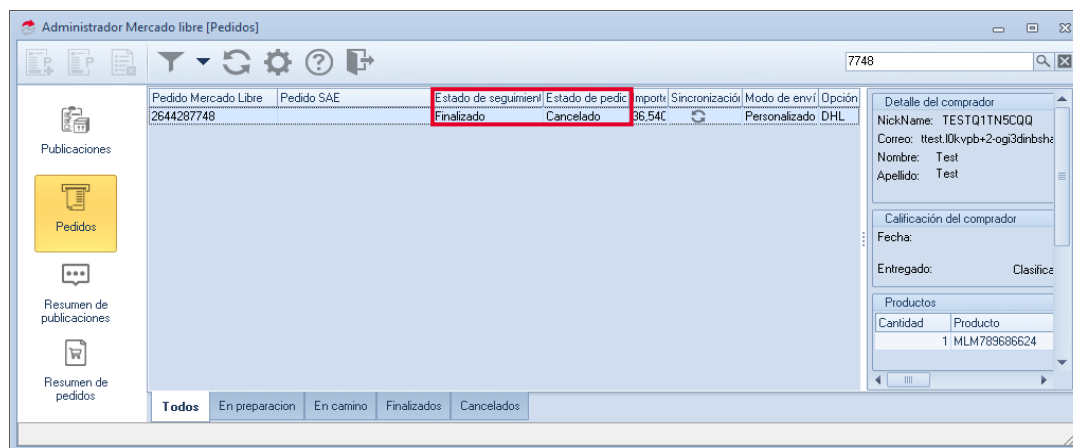 Administrador Mercado libre [Pedidos]
7748
Publicaciones
Pedidos
Resumen de
publicaciones
Resumen de
pedidos
Pedido Mercado Libre Pedido SAE Estado de seguimient Estado de pedic Importe Sincronización Modo de enví Opción
2644287748 Finalizado Cancelado 36,540 Personalizado DHL
Detalle del comprador
NickName: TESTQ1TN5CQQ
Correo: ttest.l0kvpb+2-ogi3dinbsha
Nombre: Test
Apellido: Test
Calificación del comprador
Fecha:
Entregado: Clasifica
Productos
Cantidad Producto
1 MLM789686624
Todos En preparacion En camino Finalizados Cancelados